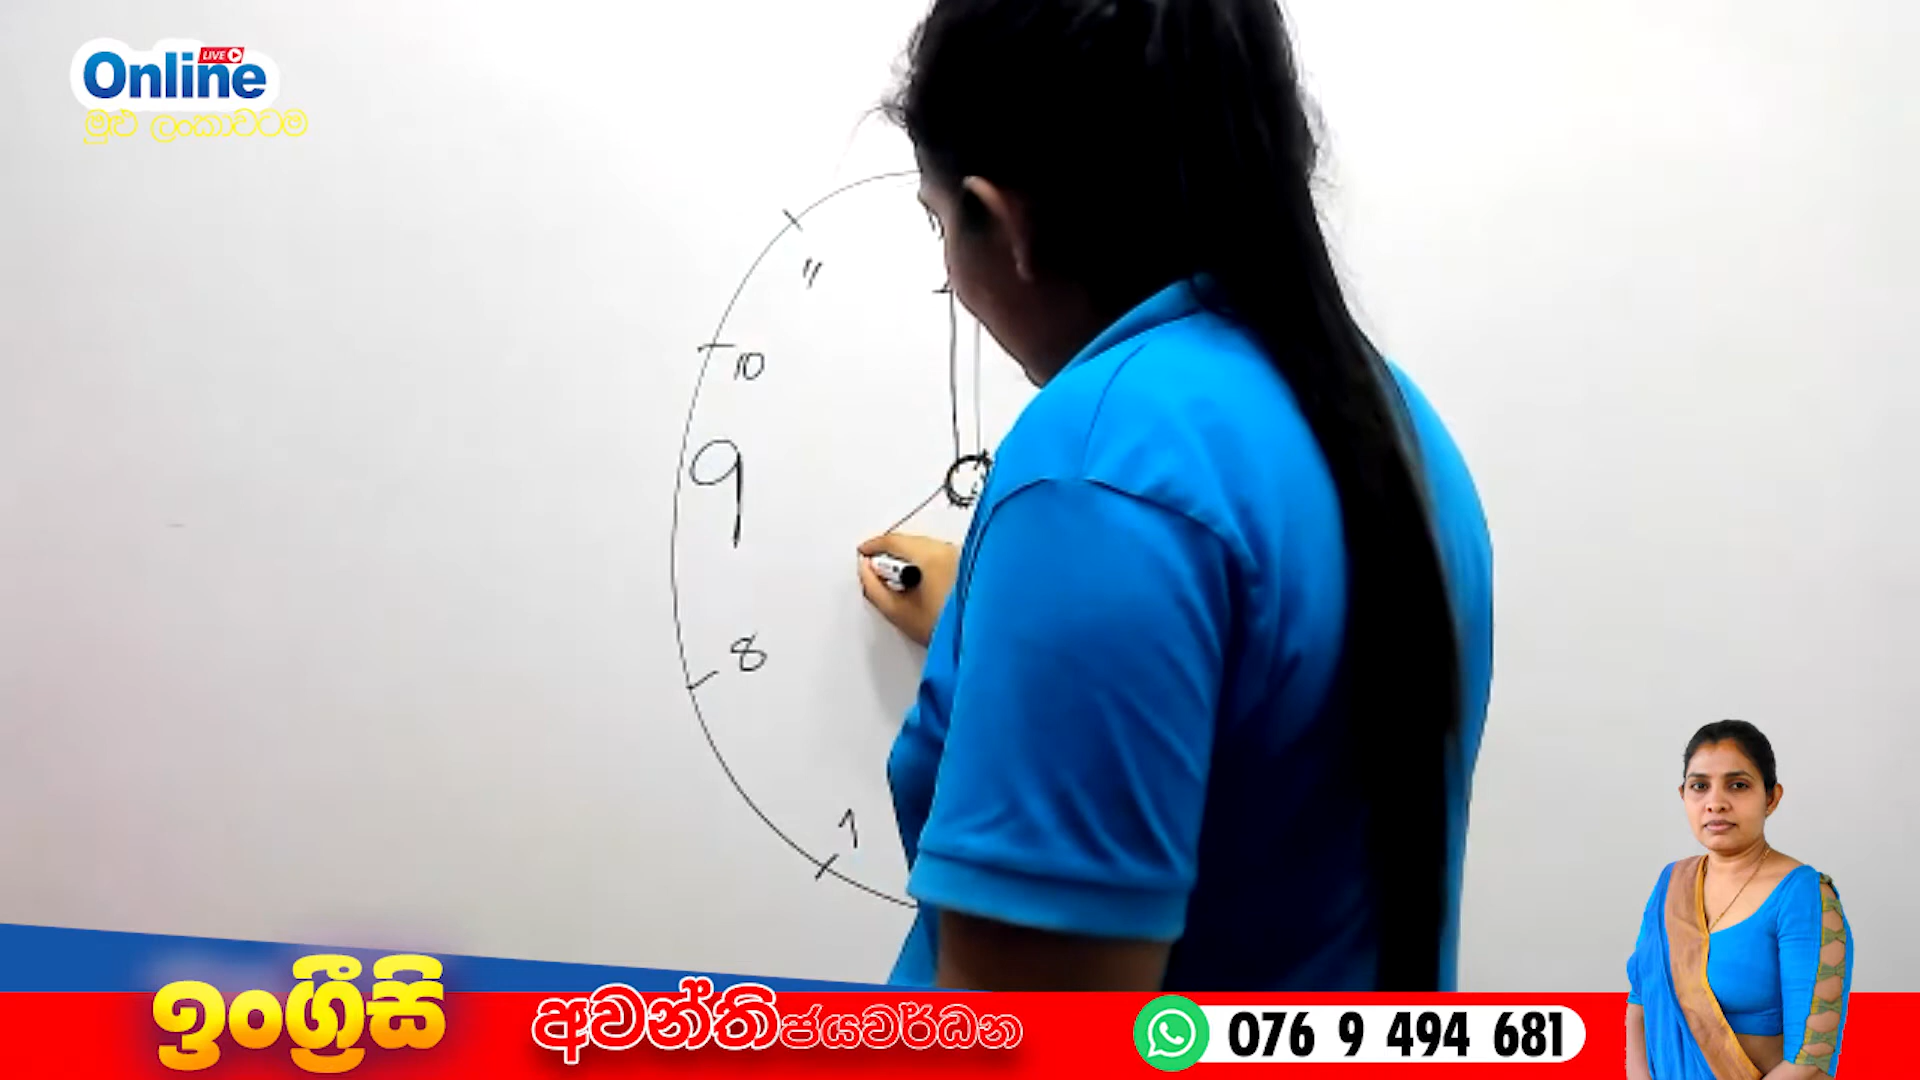 LIVE
Online
මුළු ලංකාවටම
11
10
9
8
7
ඉංග්‍රීසි
අවන්ති ජයවර්ධන
076 9 494 681